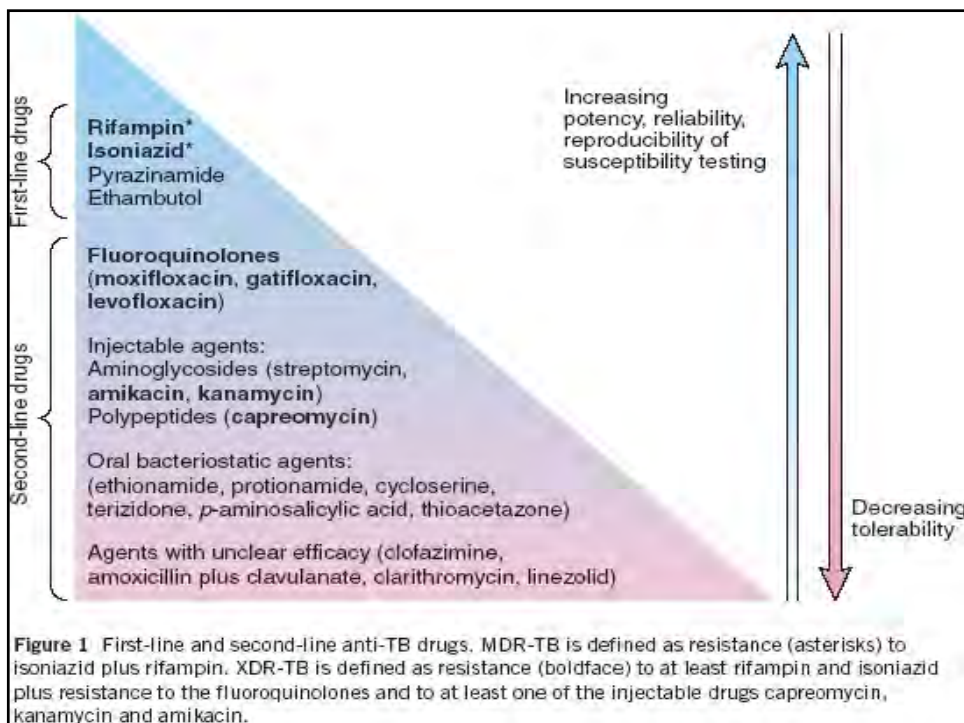 First-line drugs
Rifampin*
Isoniazid*
Pyrazinamide
Ethambutol
Second-line drugs
Fluoroquinolones
(moxifloxacin, gatifloxacin,
levofloxacin)
Injectable agents:
Aminoglycosides (streptomycin,
amikacin, kanamycin)
Polypeptides (capreomycin)
Oral bacteriostatic agents:
(ethionamide, protionamide, cycloserine,
terizidone, p-aminosalicylic acid, thioacetazone)
Agents with unclear efficacy (clofazimine,
amoxicillin plus clavulanate, clarithromycin, linezolid)
Increasing
potency, reliability,
reproducibility of
susceptibility testing
Decreasing
tolerability
Figure 1 First-line and second-line anti-TB drugs. MDR-TB is defined as resistance (asterisks) to
isoniazid plus rifampin. XDR-TB is defined as resistance (boldface) to at least rifampin and isoniazid
plus resistance to the fluoroquinolones and to at least one of the injectable drugs capreomycin,
kanamycin and amikacin.